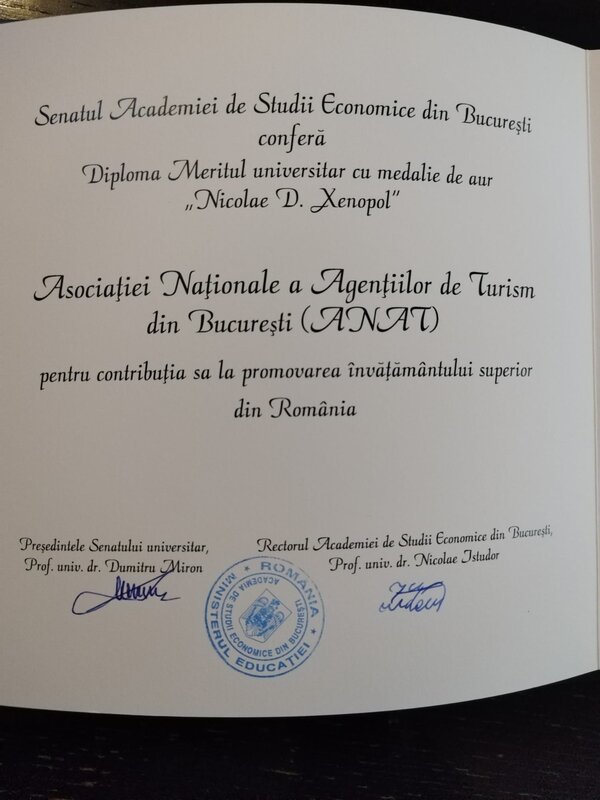 Senatul Academiei de Studii Economice din București
conferă
Diploma Meritul universitar cu medalie de aur
„Nicolae D. Xenopol”
Asociației Naționale a Agențiilor de Turism
din București (ANAT)
pentru contribuția sa la promovarea învățământului superior
din România
Președintele Senatului universitar,
Prof. univ. dr. Dumitru Miron
Rectorul Academiei de Studii Economice din București,
Prof. univ. dr. Nicolae Istudor
ROMANIA
MINISTERUL EDUCATIEI
ACADEMIA DE STUDII ECONOMICE DIN BUCURESTI